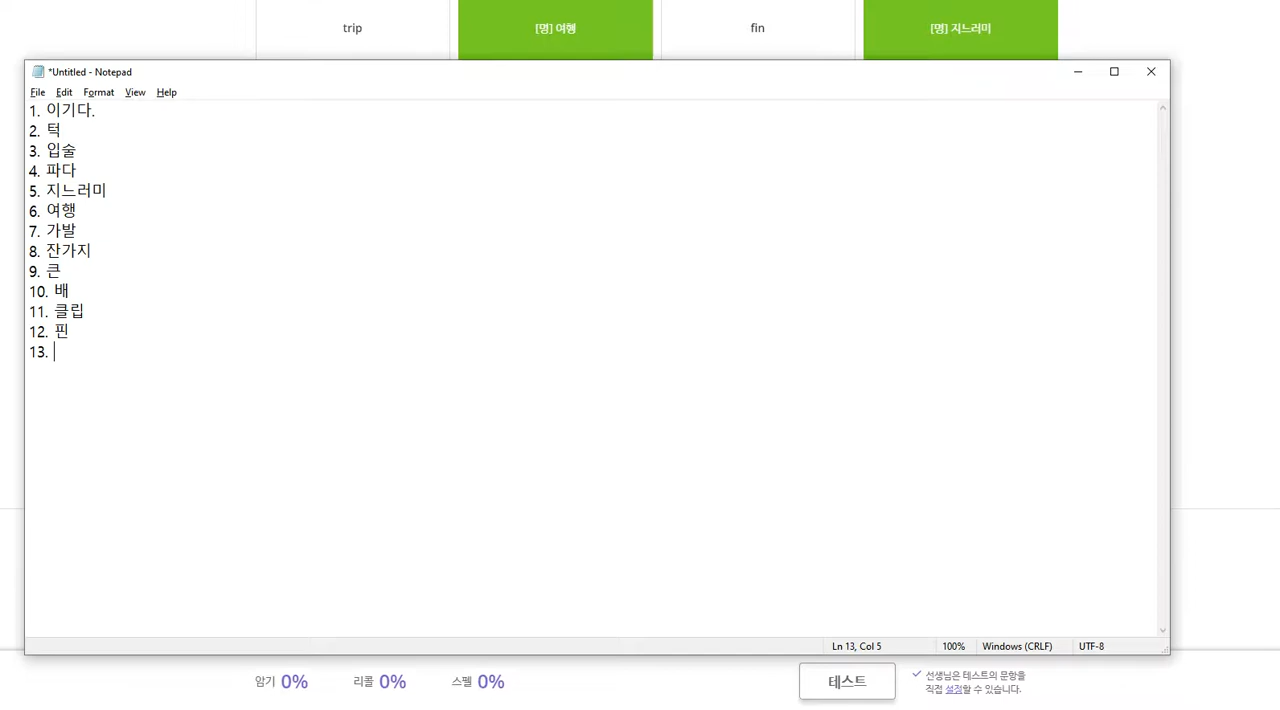 trip [명] 여행 fin [명] 지느러미
*Untitled - Notepad
File Edit Format View Help
1. 이기다.
2. 턱
3. 입술
4. 파다
5. 지느러미
6. 여행
7. 가발
8. 잔가지
9. 큰
10. 배
11. 클립
12. 핀
13.
Ln 13, Col 5 100% Windows (CRLF) UTF-8
암기 0% 리콜 0% 스펠 0% 테스트 선생님은 테스트의 문항을
직접 설정할 수 있습니다.